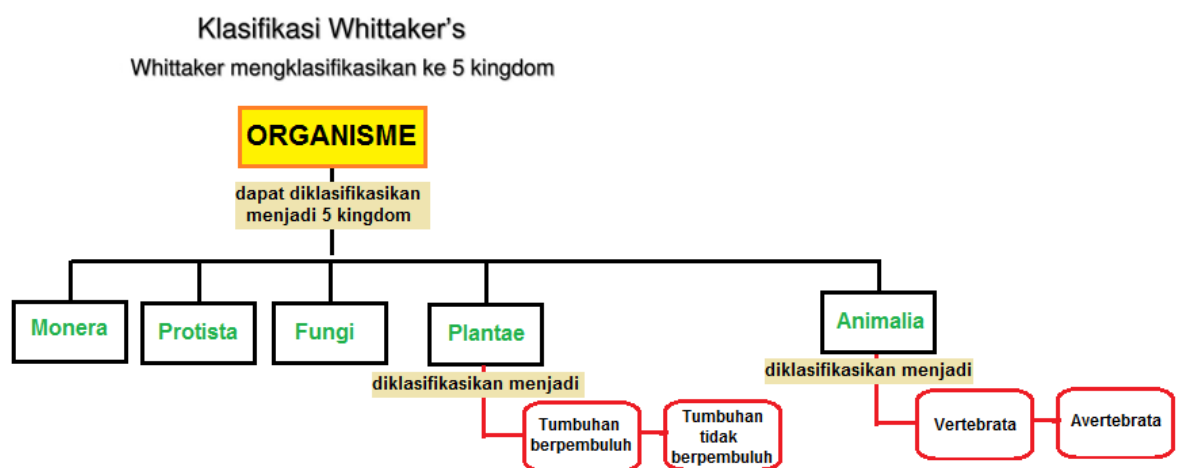 Klasifikasi Whittaker's
Whittaker mengklasifikasikan ke 5 kingdom
ORGANISME
dapat diklasifikasikan
menjadi 5 kingdom
Monera
Protista
Fungi
Plantae
Animalia
diklasifikasikan menjadi
diklasifikasikan menjadi
Tumbuhan
berpembuluh
Tumbuhan
tidak
berpembuluh
Vertebrata
Avertebrata